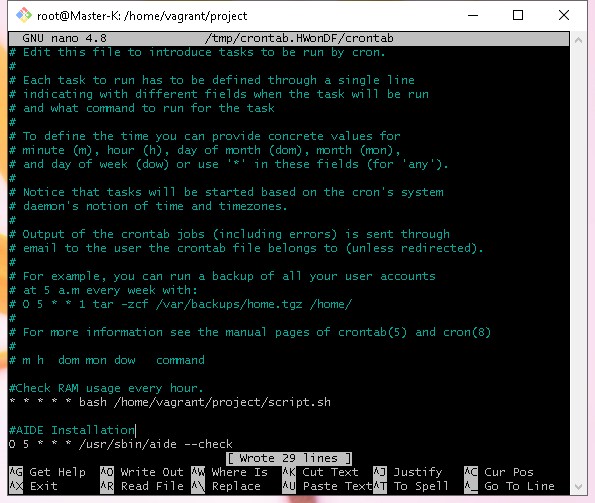 root@Master-K: /home/vagrant/project
GNU nano 4.8 /tmp/crontab.HWonDF/crontab
# Edit this file to introduce tasks to be run by cron.
#
# Each task to run has to be defined through a single line
# indicating with different fields when the task will be run
# and what command to run for the task
#
# To define the time you can provide concrete values for
# minute (m), hour (h), day of month (dom), month (mon),
# and day of week (dow) or use '*' in these fields (for 'any').
#
# Notice that tasks will be started based on the cron's system
# daemon's notion of time and timezones.
#
# Output of the crontab jobs (including errors) is sent through
# email to the user the crontab file belongs to (unless redirected).
#
# For example, you can run a backup of all your user accounts
# at 5 a.m every week with:
# 0 5 * * 1 tar -zcf /var/backups/home.tgz /home/
#
# For more information see the manual pages of crontab(5) and cron(8)
#
# m h  dom mon dow   command
#Check RAM usage every hour.
* * * * * bash /home/vagrant/project/script.sh
#AIDE Installation
0 5 * * * /usr/sbin/aide --check
[ Wrote 29 lines ]
^G Get Help ^O Write Out ^W Where Is ^K Cut Text ^J Justify ^C Cur Pos
^X Exit ^R Read File ^\ Replace ^U Paste Text ^T To Spell ^_ Go To Line